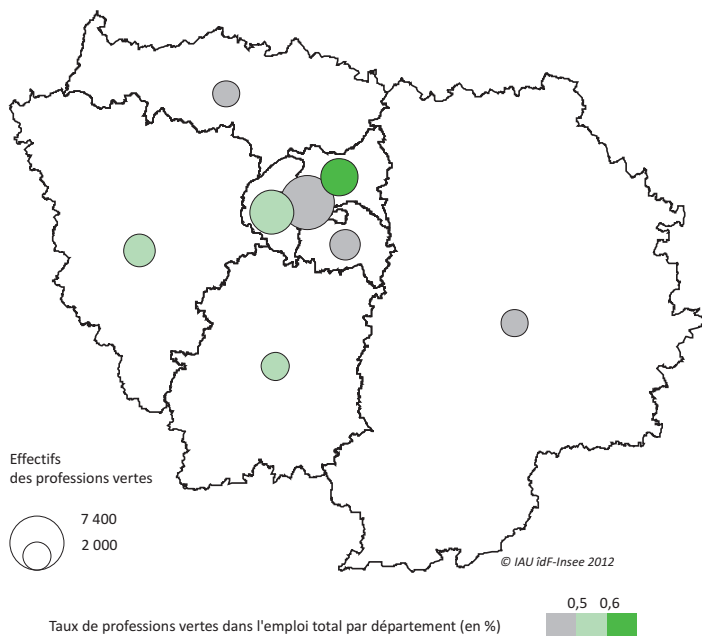 Effectifs
des professions vertes
7 400
2 000
© IAU îdF-Insee 2012
0,5 0,6
Taux de professions vertes dans l'emploi total par département (en %)